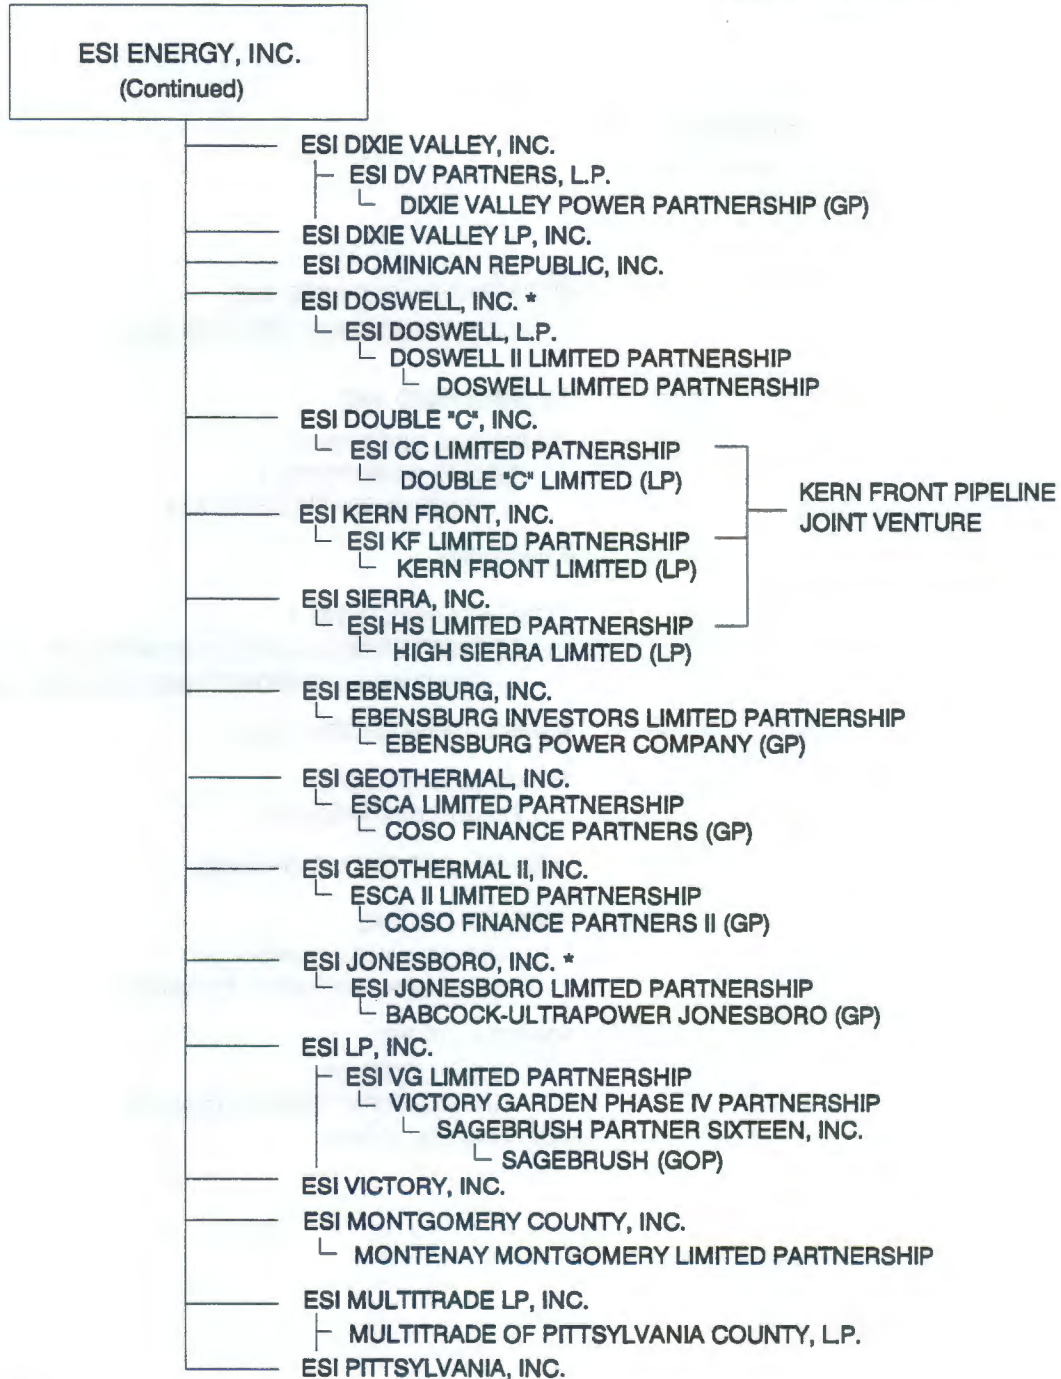 ESI ENERGY, INC.
(Continued)
ESI DIXIE VALLEY, INC.
ESI DV PARTNERS, L.P.
DIXIE VALLEY POWER PARTNERSHIP (GP)
ESI DIXIE VALLEY LP, INC.
ESI DOMINICAN REPUBLIC, INC.
ESI DOSWELL, INC. *
ESI DOSWELL, L.P.
DOSWELL II LIMITED PARTNERSHIP
DOSWELL LIMITED PARTNERSHIP
ESI DOUBLE "C", INC.
ESI CC LIMITED PATNERSHIP
DOUBLE "C" LIMITED (LP)
KERN FRONT PIPELINE
JOINT VENTURE
ESI KERN FRONT, INC.
ESI KF LIMITED PARTNERSHIP
KERN FRONT LIMITED (LP)
ESI SIERRA, INC.
ESI HS LIMITED PARTNERSHIP
HIGH SIERRA LIMITED (LP)
ESI EBENSBURG, INC.
EBENSBURG INVESTORS LIMITED PARTNERSHIP
EBENSBURG POWER COMPANY (GP)
ESI GEOTHERMAL, INC.
ESCA LIMITED PARTNERSHIP
COSO FINANCE PARTNERS (GP)
ESI GEOTHERMAL II, INC.
ESCA II LIMITED PARTNERSHIP
COSO FINANCE PARTNERS II (GP)
ESI JONESBORO, INC. *
ESI JONESBORO LIMITED PARTNERSHIP
BABCOCK-ULTRAPOWER JONESBORO (GP)
ESI LP, INC.
ESI VG LIMITED PARTNERSHIP
VICTORY GARDEN PHASE IV PARTNERSHIP
SAGEBRUSH PARTNER SIXTEEN, INC.
SAGEBRUSH (GOP)
ESI VICTORY, INC.
ESI MONTGOMERY COUNTY, INC.
MONTENAY MONTGOMERY LIMITED PARTNERSHIP
ESI MULTITRADE LP, INC.
MULTITRADE OF PITTSYLVANIA COUNTY, L.P.
ESI PITTSYLVANIA, INC.